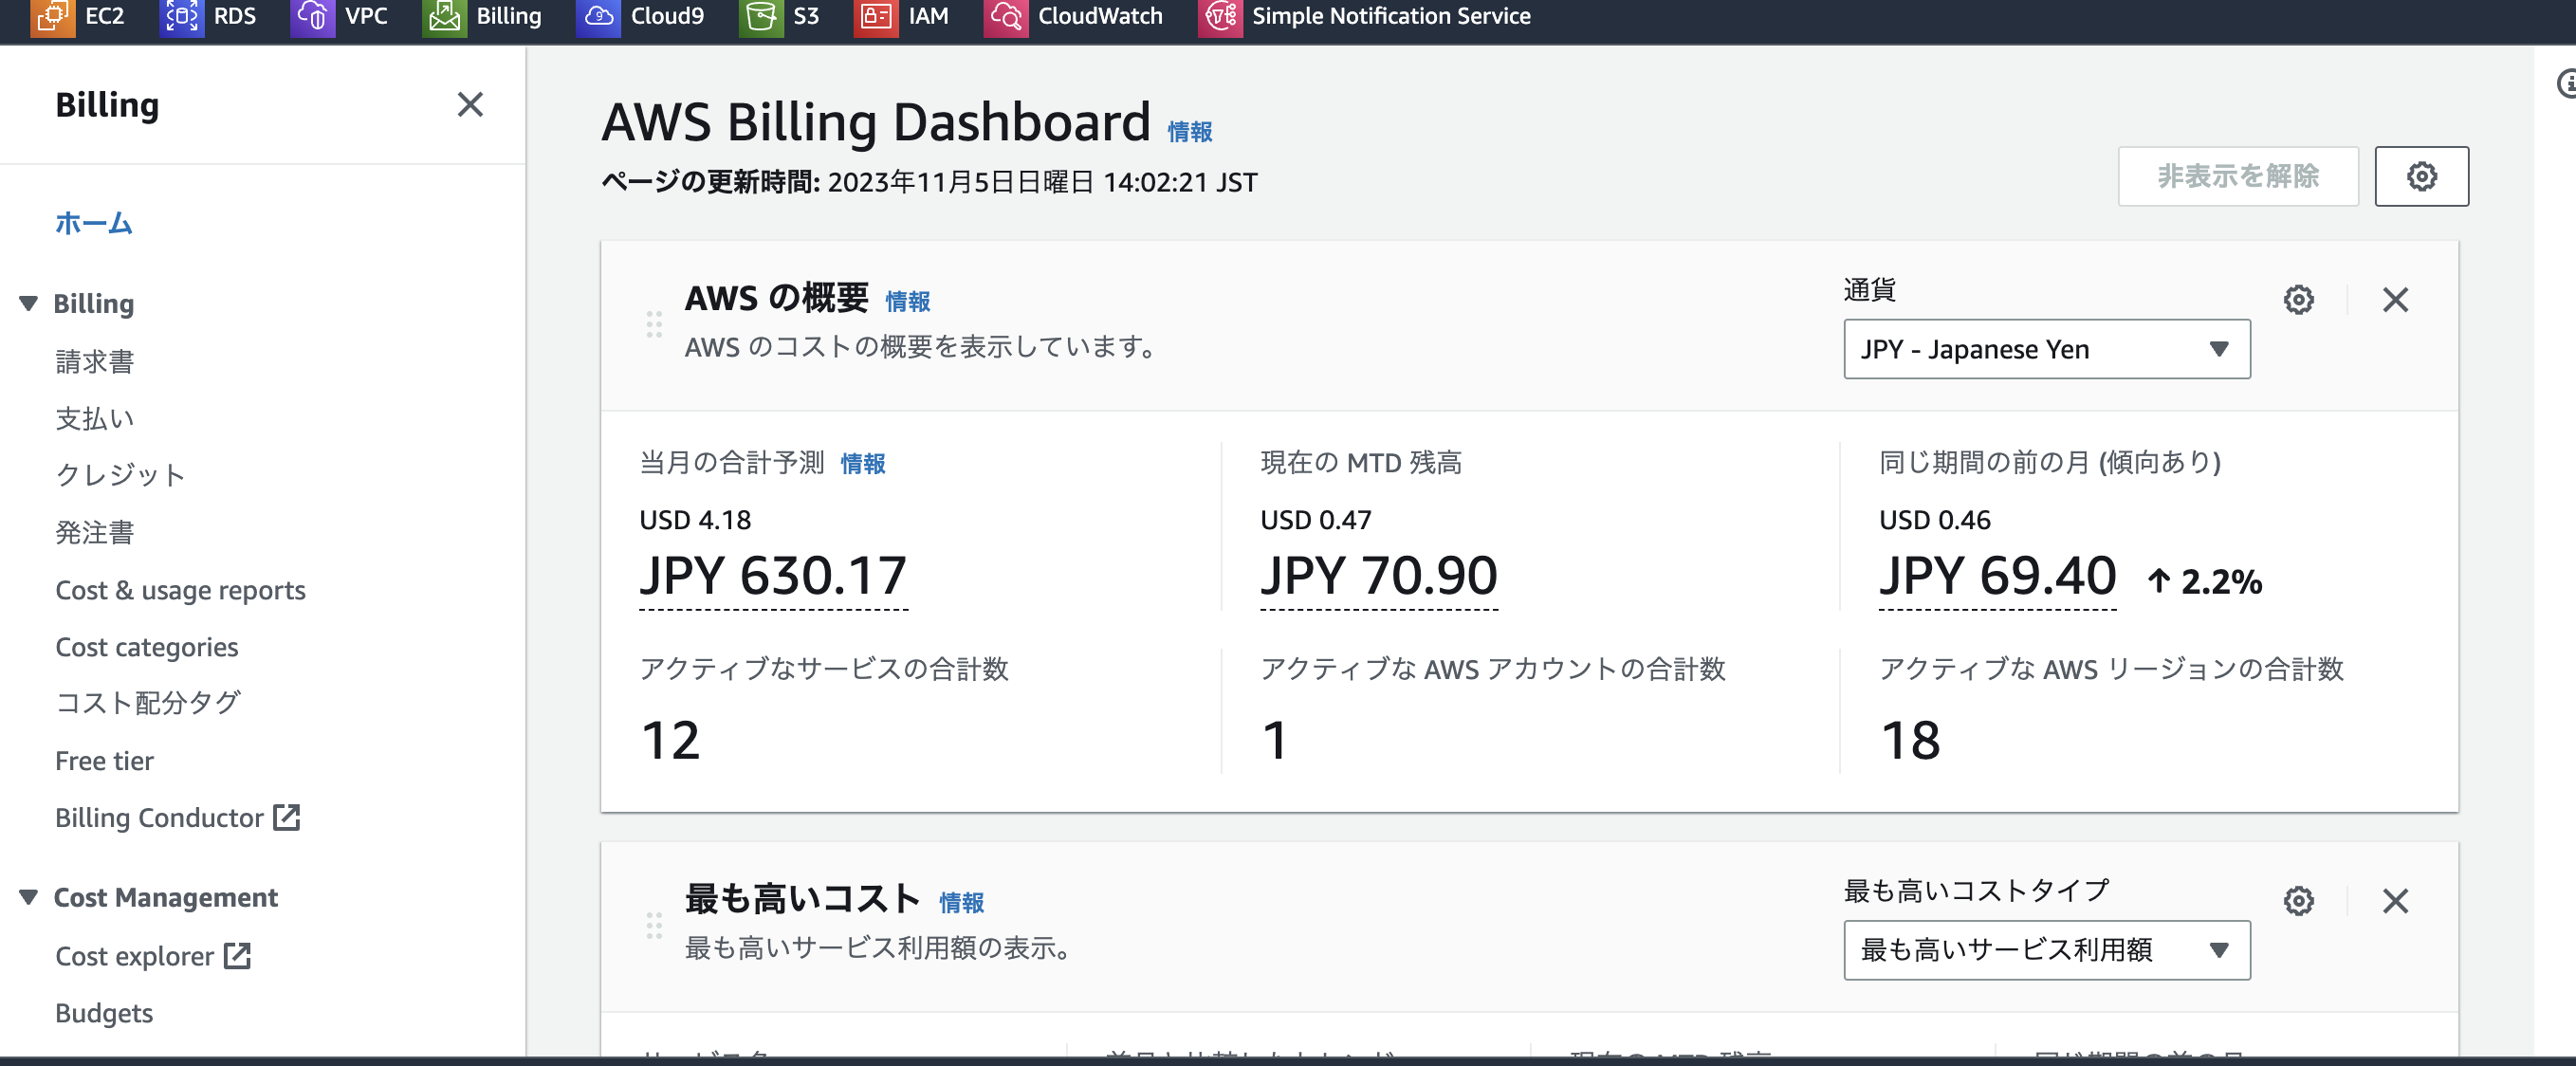 EC2 RDS VPC Billing Cloud9 S3 IAM CloudWatch Simple Notification Service
Billing
ホーム
Billing
請求書
支払い
クレジット
発注書
Cost & usage reports
Cost categories
コスト配分タグ
Free tier
Billing Conductor
Cost Management
Cost explorer
Budgets
AWS Billing Dashboard 情報
ページの更新時間: 2023年11月5日日曜日 14:02:21 JST
非表示を解除
AWS の概要 情報
AWS のコストの概要を表示しています。
通貨
JPY - Japanese Yen
当月の合計予測 情報
USD 4.18
JPY 630.17
現在の MTD 残高
USD 0.47
JPY 70.90
同じ期間の前の月 (傾向あり)
USD 0.46
JPY 69.40 ↑ 2.2%
アクティブなサービスの合計数
12
アクティブな AWS アカウントの合計数
1
アクティブな AWS リージョンの合計数
18
最も高いコスト 情報
最も高いサービス利用額の表示。
最も高いコストタイプ
最も高いサービス利用額